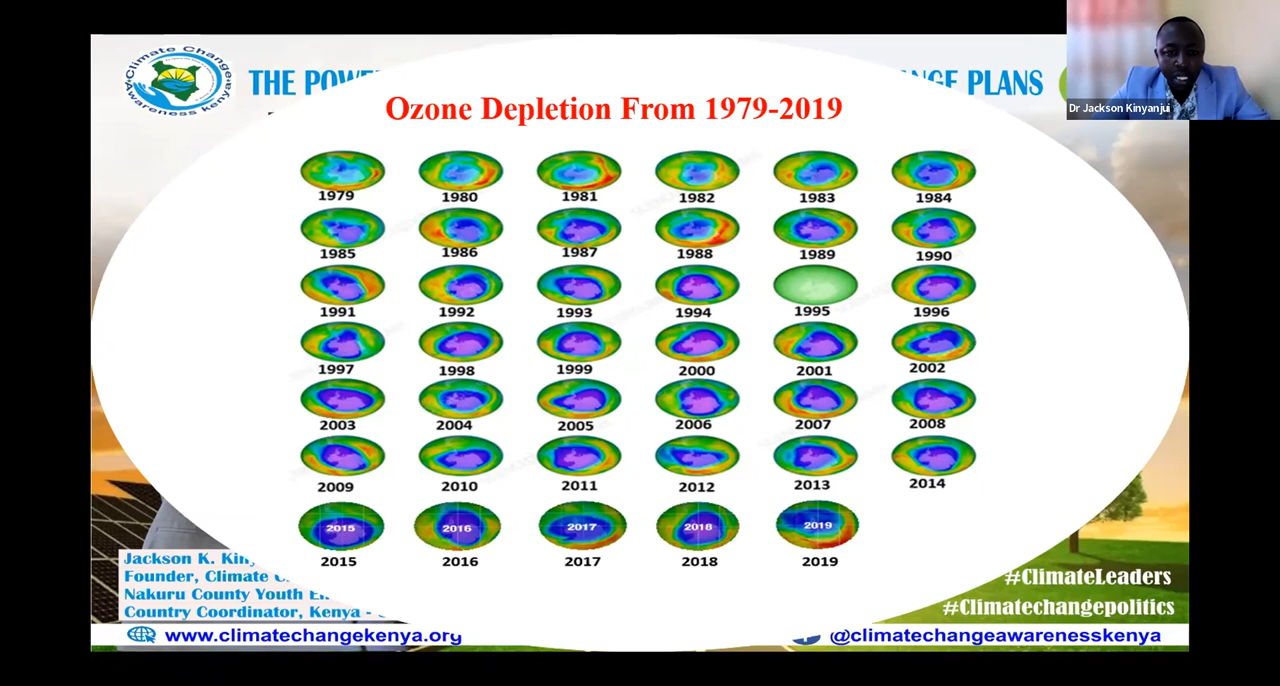 Climate Change
Awareness Kenya
THE POWE
NGE PLANS
Dr Jackson Kinyanjui
Ozone Depletion From 1979-2019
1979 1980 1981 1982 1983 1984
1985 1986 1987 1988 1989 1990
1991 1992 1993 1994 1995 1996
1997 1998 1999 2000 2001 2002
2003 2004 2005 2006 2007 2008
2009 2010 2011 2012 2013 2014
2015 2016 2017 2018 2019
2015 2016 2017 2018 2019
Jackson K. Kiny
Founder, Climate C
Nakuru County Youth En
Country Coordinator, Kenya -
#ClimateLeaders
#Climatechangepolitics
www.climatechangekenya.org
@climatechangeawarenesskenya